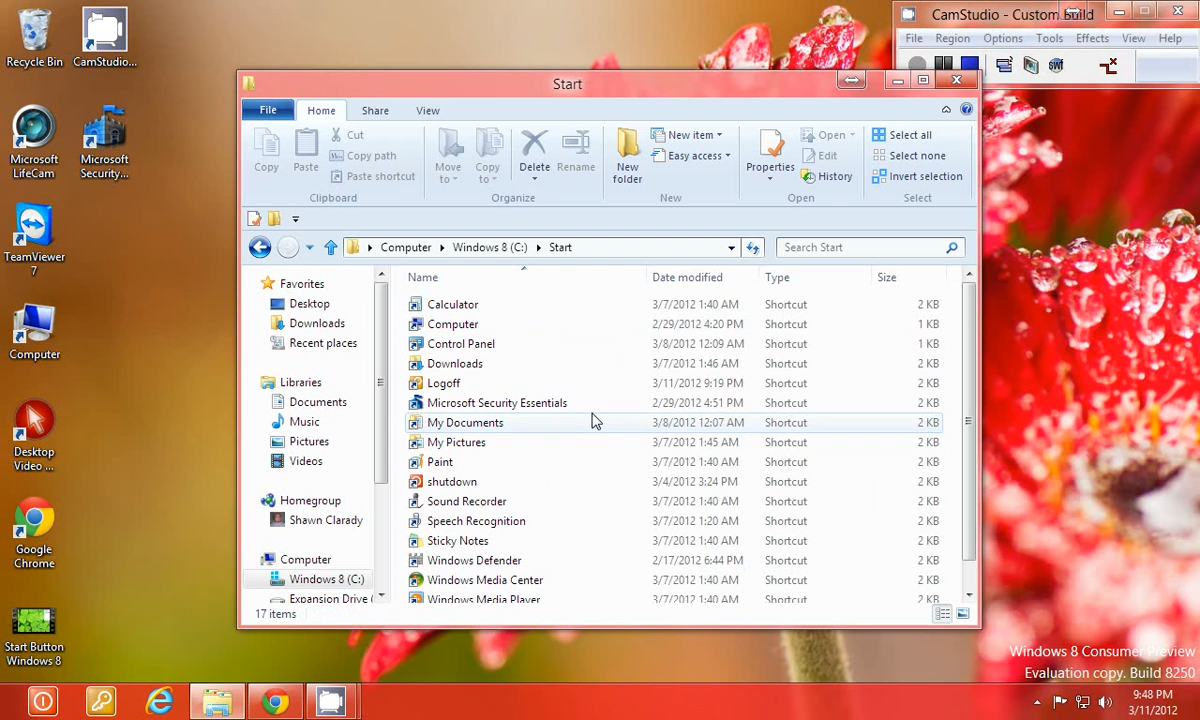 Recycle Bin
CamStudio...
Microsoft LifeCam
Microsoft Security...
TeamViewer 7
Computer
Desktop Video ...
Google Chrome
Start Button Windows 8
CamStudio - Custom Build
File Region Options Tools Effects View Help
SWF
Start
File Home Share View
Copy
Paste
Cut
Copy path
Paste shortcut
Clipboard
Move to
Copy to
Delete
Rename
Organize
New folder
New item
Easy access
New
Properties
Open
Edit
History
Open
Select all
Select none
Invert selection
Select
Computer Windows 8 (C:) Start
Search Start
Favorites
Desktop
Downloads
Recent places
Libraries
Documents
Music
Pictures
Videos
Homegroup
Shawn Clarady
Computer
Windows 8 (C:)
Expansion Drive (
Name Date modified Type Size
Calculator 3/7/2012 1:40 AM Shortcut 2 KB
Computer 2/29/2012 4:20 PM Shortcut 1 KB
Control Panel 3/8/2012 12:09 AM Shortcut 1 KB
Downloads 3/7/2012 1:46 AM Shortcut 2 KB
Logoff 3/11/2012 9:19 PM Shortcut 2 KB
Microsoft Security Essentials 2/29/2012 4:51 PM Shortcut 2 KB
My Documents 3/8/2012 12:07 AM Shortcut 2 KB
My Pictures 3/7/2012 1:45 AM Shortcut 2 KB
Paint 3/7/2012 1:40 AM Shortcut 2 KB
shutdown 3/4/2012 3:24 PM Shortcut 2 KB
Sound Recorder 3/7/2012 1:40 AM Shortcut 2 KB
Speech Recognition 3/7/2012 1:20 AM Shortcut 2 KB
Sticky Notes 3/7/2012 1:40 AM Shortcut 2 KB
Windows Defender 2/17/2012 6:44 PM Shortcut 2 KB
Windows Media Center 3/7/2012 1:40 AM Shortcut 2 KB
Windows Media Player 3/7/2012 1:40 AM Shortcut 2 KB
17 items
Windows 8 Consumer Preview
Evaluation copy. Build 8250
9:48 PM
3/11/2012